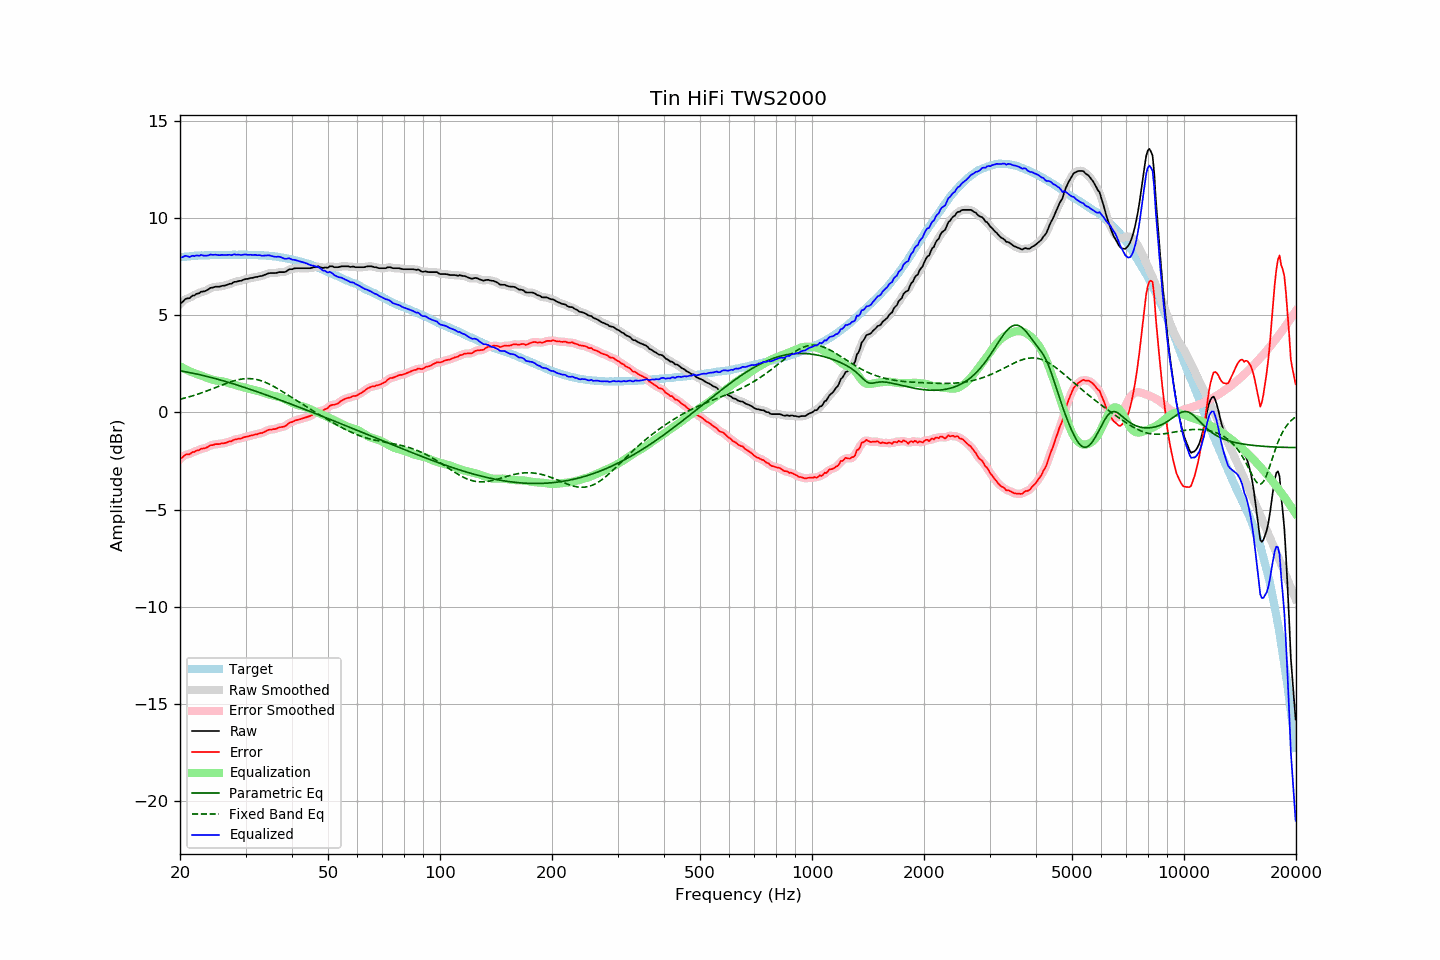 Tin HiFi TWS2000
Amplitude (dBr)
15
10
5
0
−5
−10
−15
−20
Target
Raw Smoothed
Error Smoothed
Raw
Error
Equalization
Parametric Eq
Fixed Band Eq
Equalized
20 50 100 200 500 1000 2000 5000 10000 20000
Frequency (Hz)